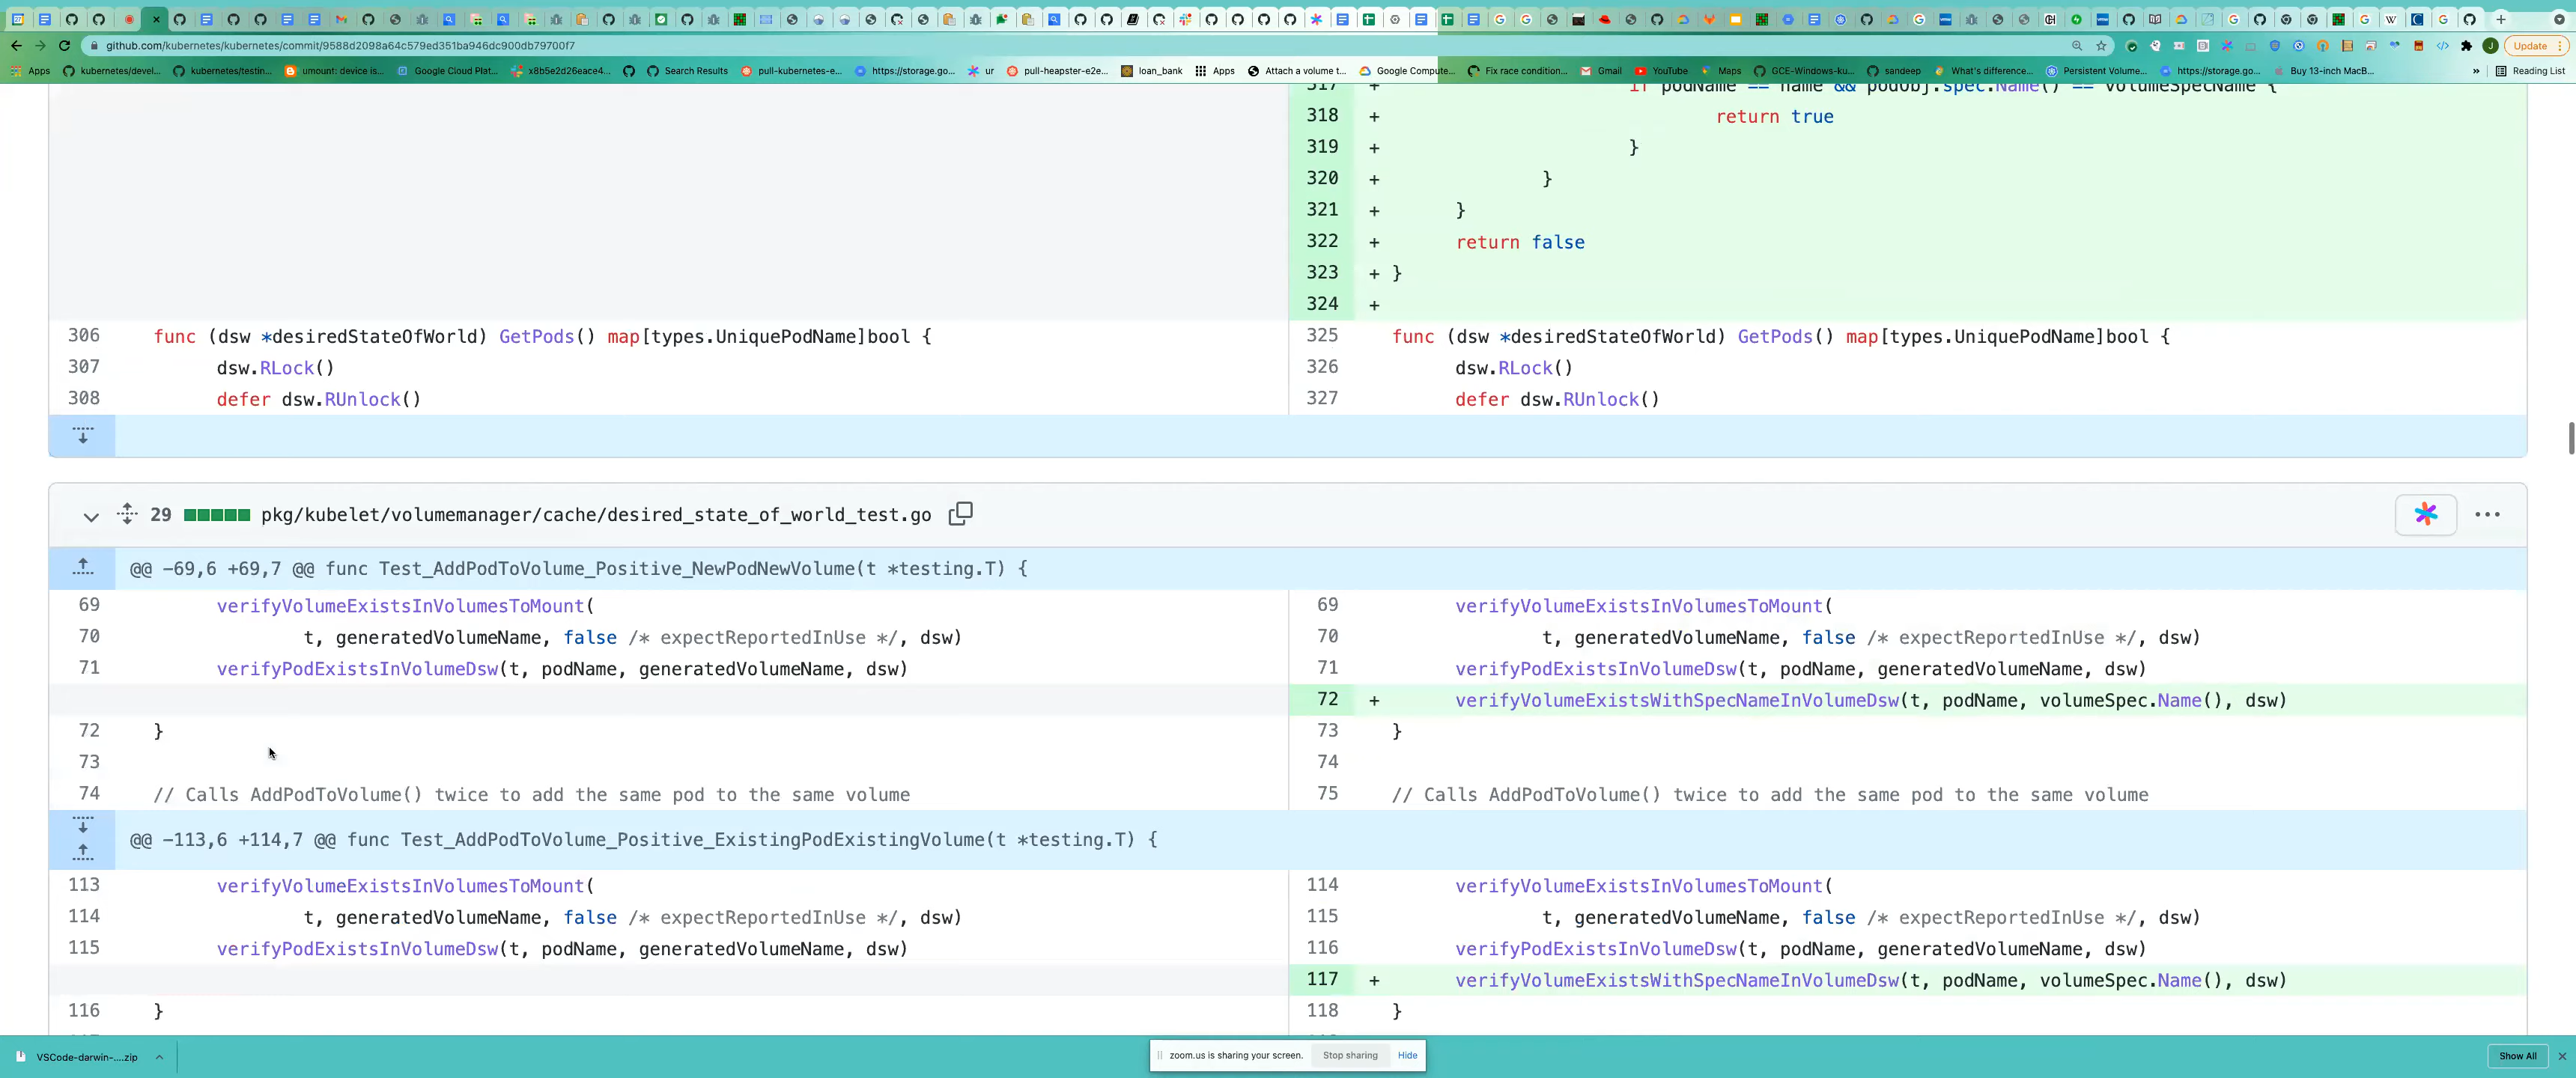 github.com/kubernetes/kubernetes/commit/9588d2098a64c579ed351ba946dc900db79700f7
Update
Apps kubernetes/devel... kubernetes/testin... umount: device is... Google Cloud Plat... x8b5e2d26eace4... Search Results pull-kubernetes-e... https://storage.go... ur pull-heapster-e2e... loan_bank Apps Attach a volume t... Google Compute... Fix race condition... Gmail YouTube Maps GCE-Windows-ku... sandeep What's difference... Persistent Volume... https://storage.go... Buy 13-inch MacB... » Reading List
317 + if podName == name && podObj.spec.Name() == volumeSpecName {
318 + return true
319 + }
320 + }
321 + }
322 + return false
323 + }
324 +
306 func (dsw *desiredStateOfWorld) GetPods() map[types.UniquePodName]bool { 325 func (dsw *desiredStateOfWorld) GetPods() map[types.UniquePodName]bool {
307 dsw.RLock() 326 dsw.RLock()
308 defer dsw.RUnlock() 327 defer dsw.RUnlock()
29 pkg/kubelet/volumemanager/cache/desired_state_of_world_test.go
@@ -69,6 +69,7 @@ func Test_AddPodToVolume_Positive_NewPodNewVolume(t *testing.T) {
69 verifyVolumeExistsInVolumesToMount( 69 verifyVolumeExistsInVolumesToMount(
70 t, generatedVolumeName, false /* expectReportedInUse */, dsw) 70 t, generatedVolumeName, false /* expectReportedInUse */, dsw)
71 verifyPodExistsInVolumeDsw(t, podName, generatedVolumeName, dsw) 71 verifyPodExistsInVolumeDsw(t, podName, generatedVolumeName, dsw)
72 + verifyVolumeExistsWithSpecNameInVolumeDsw(t, podName, volumeSpec.Name(), dsw)
72 } 73 }
73 74
74 // Calls AddPodToVolume() twice to add the same pod to the same volume 75 // Calls AddPodToVolume() twice to add the same pod to the same volume
@@ -113,6 +114,7 @@ func Test_AddPodToVolume_Positive_ExistingPodExistingVolume(t *testing.T) {
113 verifyVolumeExistsInVolumesToMount( 114 verifyVolumeExistsInVolumesToMount(
114 t, generatedVolumeName, false /* expectReportedInUse */, dsw) 115 t, generatedVolumeName, false /* expectReportedInUse */, dsw)
115 verifyPodExistsInVolumeDsw(t, podName, generatedVolumeName, dsw) 116 verifyPodExistsInVolumeDsw(t, podName, generatedVolumeName, dsw)
117 + verifyVolumeExistsWithSpecNameInVolumeDsw(t, podName, volumeSpec.Name(), dsw)
116 } 118 }
VSCode-darwin-....zip zoom.us is sharing your screen. Stop sharing Hide Show All